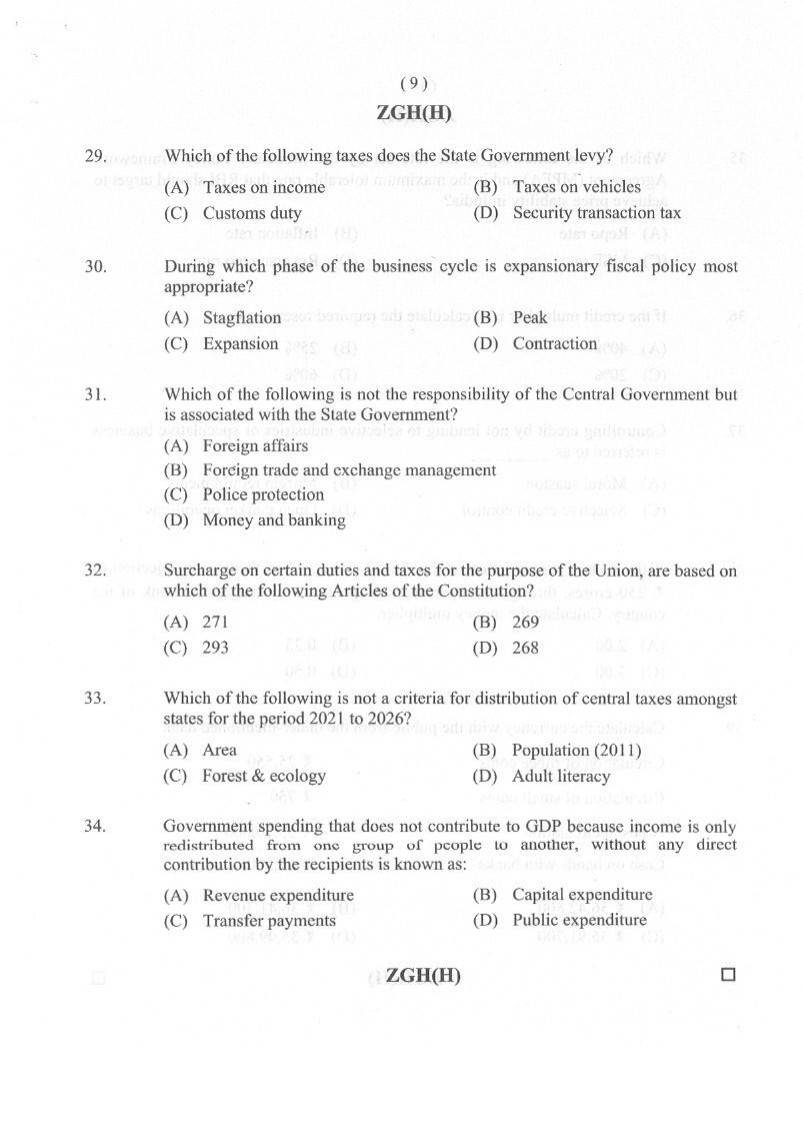 ( 9 )
ZGH(H)
29. Which of the following taxes does the State Government levy?
(A) Taxes on income (B) Taxes on vehicles
(C) Customs duty (D) Security transaction tax
30. During which phase of the business cycle is expansionary fiscal policy most
appropriate?
(A) Stagflation (B) Peak
(C) Expansion (D) Contraction
31. Which of the following is not the responsibility of the Central Government but
is associated with the State Government?
(A) Foreign affairs
(B) Foreign trade and exchange management
(C) Police protection
(D) Money and banking
32. Surcharge on certain duties and taxes for the purpose of the Union, are based on
which of the following Articles of the Constitution?
(A) 271 (B) 269
(C) 293 (D) 268
33. Which of the following is not a criteria for distribution of central taxes amongst
states for the period 2021 to 2026?
(A) Area (B) Population (2011)
(C) Forest & ecology (D) Adult literacy
34. Government spending that does not contribute to GDP because income is only
redistributed from one group of people to another, without any direct
contribution by the recipients is known as:
(A) Revenue expenditure (B) Capital expenditure
(C) Transfer payments (D) Public expenditure
ZGH(H)